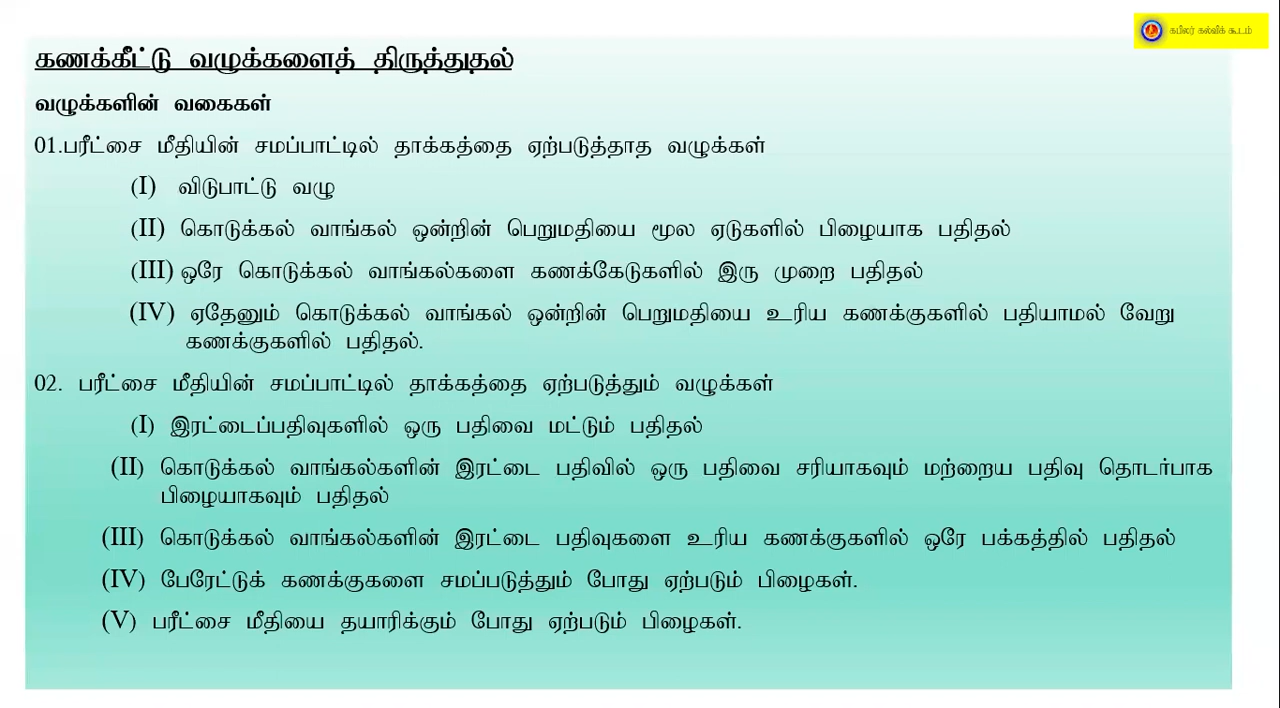 கபிலர் கல்விக் கூடம்
கணக்கீட்டு வழுக்களைத் திருத்துதல்
வழுக்களின் வகைகள்
01.பரீட்சை மீதியின் சமப்பாட்டில் தாக்கத்தை ஏற்படுத்தாத வழுக்கள்
(I) விடுபாட்டு வழு
(II) கொடுக்கல் வாங்கல் ஒன்றின் பெறுமதியை மூல ஏடுகளில் பிழையாக பதிதல்
(III) ஒரே கொடுக்கல் வாங்கல்களை கணக்கேடுகளில் இரு முறை பதிதல்
(IV) ஏதேனும் கொடுக்கல் வாங்கல் ஒன்றின் பெறுமதியை உரிய கணக்குகளில் பதியாமல் வேறு
கணக்குகளில் பதிதல்.
02. பரீட்சை மீதியின் சமப்பாட்டில் தாக்கத்தை ஏற்படுத்தும் வழுக்கள்
(I) இரட்டைப்பதிவுகளில் ஒரு பதிவை மட்டும் பதிதல்
(II) கொடுக்கல் வாங்கல்களின் இரட்டை பதிவில் ஒரு பதிவை சரியாகவும் மற்றைய பதிவு தொடர்பாக
பிழையாகவும் பதிதல்
(III) கொடுக்கல் வாங்கல்களின் இரட்டை பதிவுகளை உரிய கணக்குகளில் ஒரே பக்கத்தில் பதிதல்
(IV) பேரேட்டுக் கணக்குகளை சமப்படுத்தும் போது ஏற்படும் பிழைகள்.
(V) பரீட்சை மீதியை தயாரிக்கும் போது ஏற்படும் பிழைகள்.